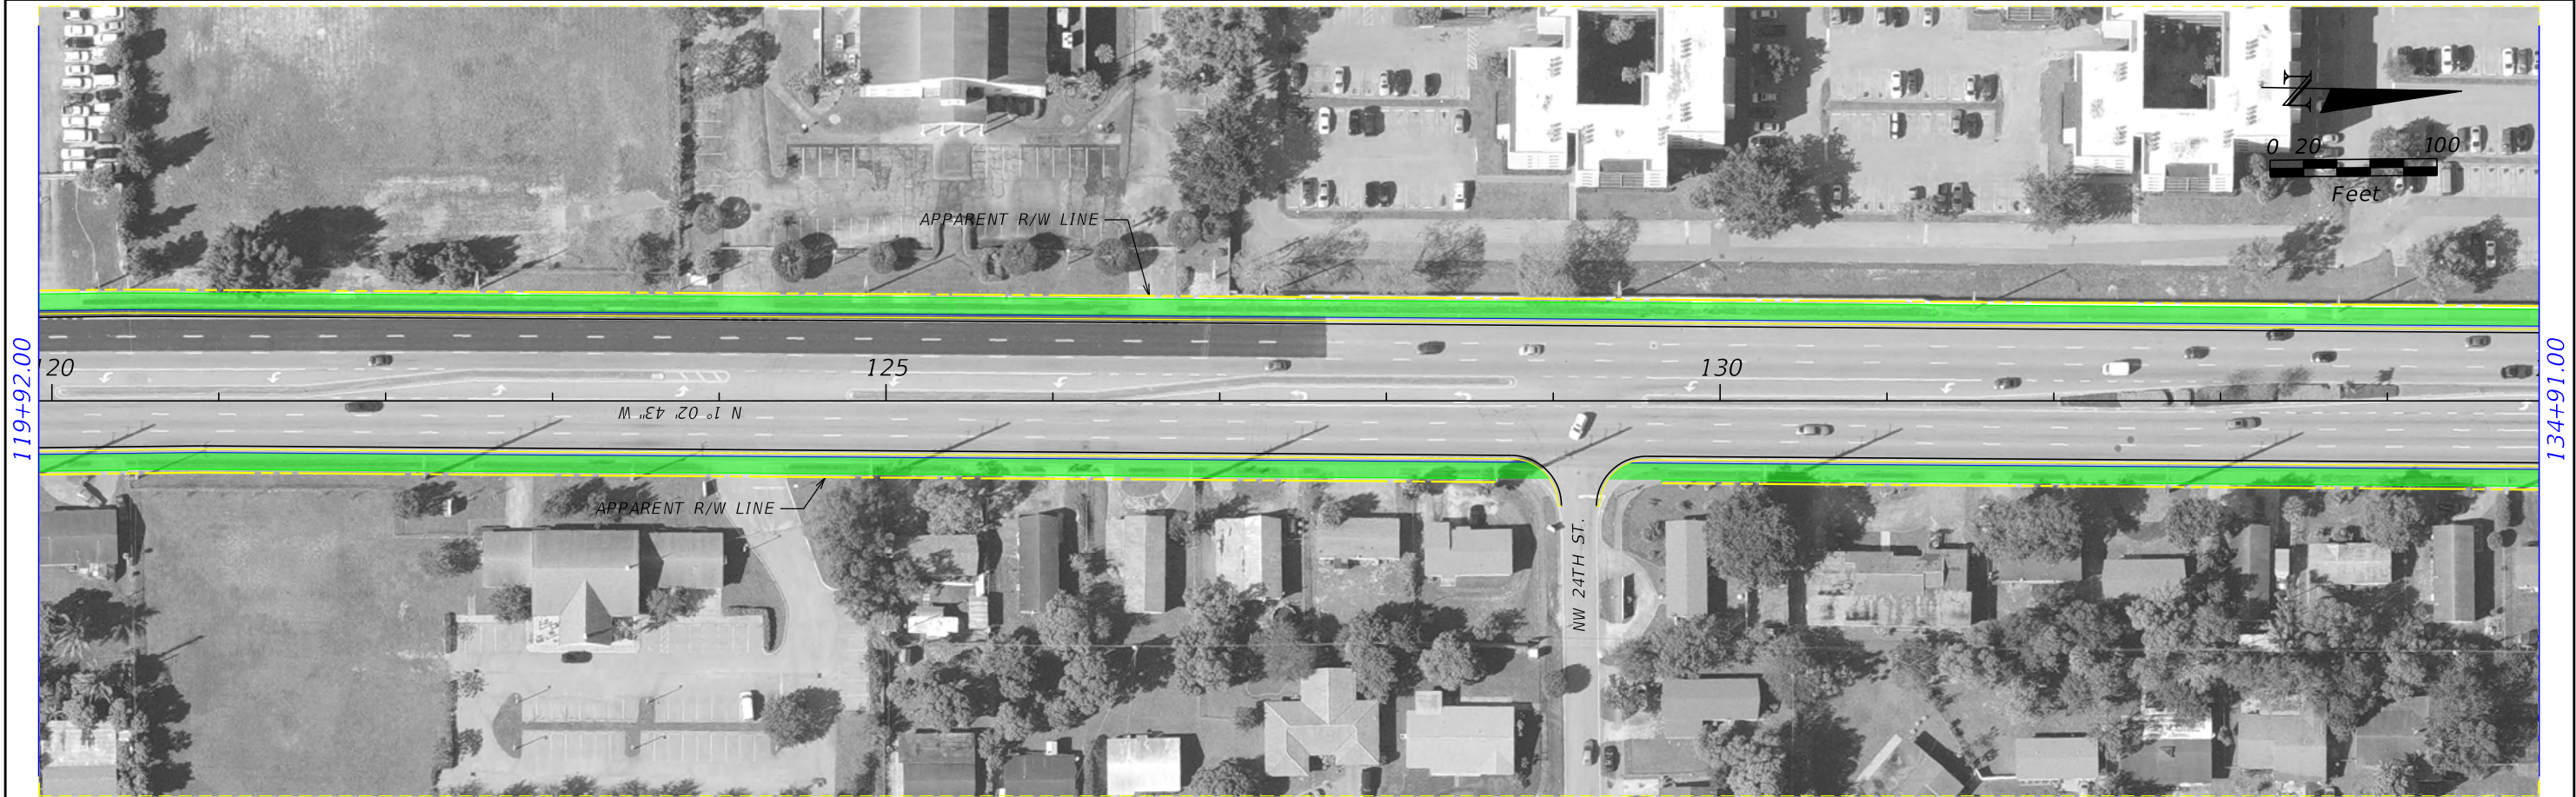 N
0 20 100
Feet
APPARENT R/W LINE
119+92.00
120
125
130
134+91.00
N 1° 02' 43" W
APPARENT R/W LINE
NW 24TH ST.